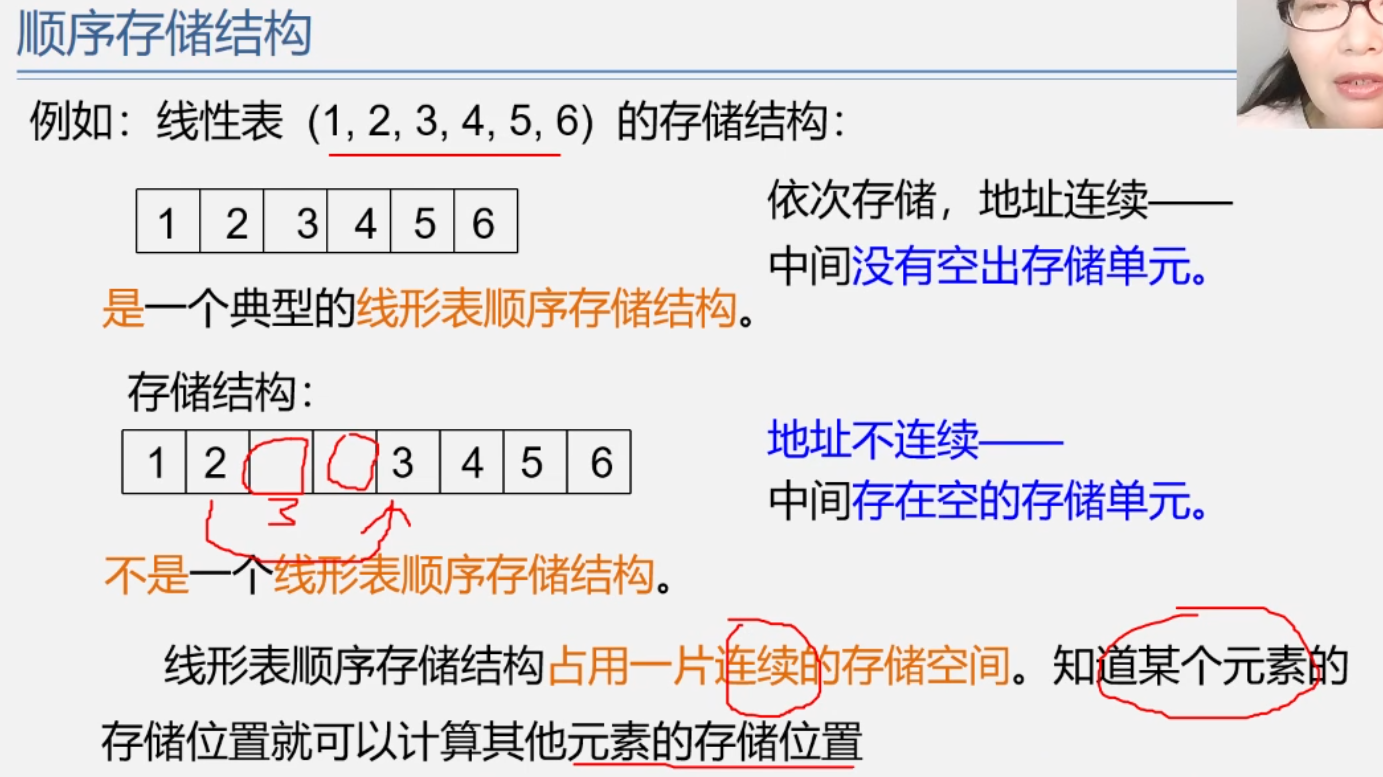 顺序存储结构
例如：线性表（1, 2, 3, 4, 5, 6）的存储结构：
1 2 3 4 5 6
依次存储，地址连续——
中间没有空出存储单元。
是一个典型的线形表顺序存储结构。
存储结构：
1 2 3 4 5 6
地址不连续——
中间存在空的存储单元。
3
不是一个线形表顺序存储结构。
线形表顺序存储结构占用一片连续的存储空间。知道某个元素的
存储位置就可以计算其他元素的存储位置